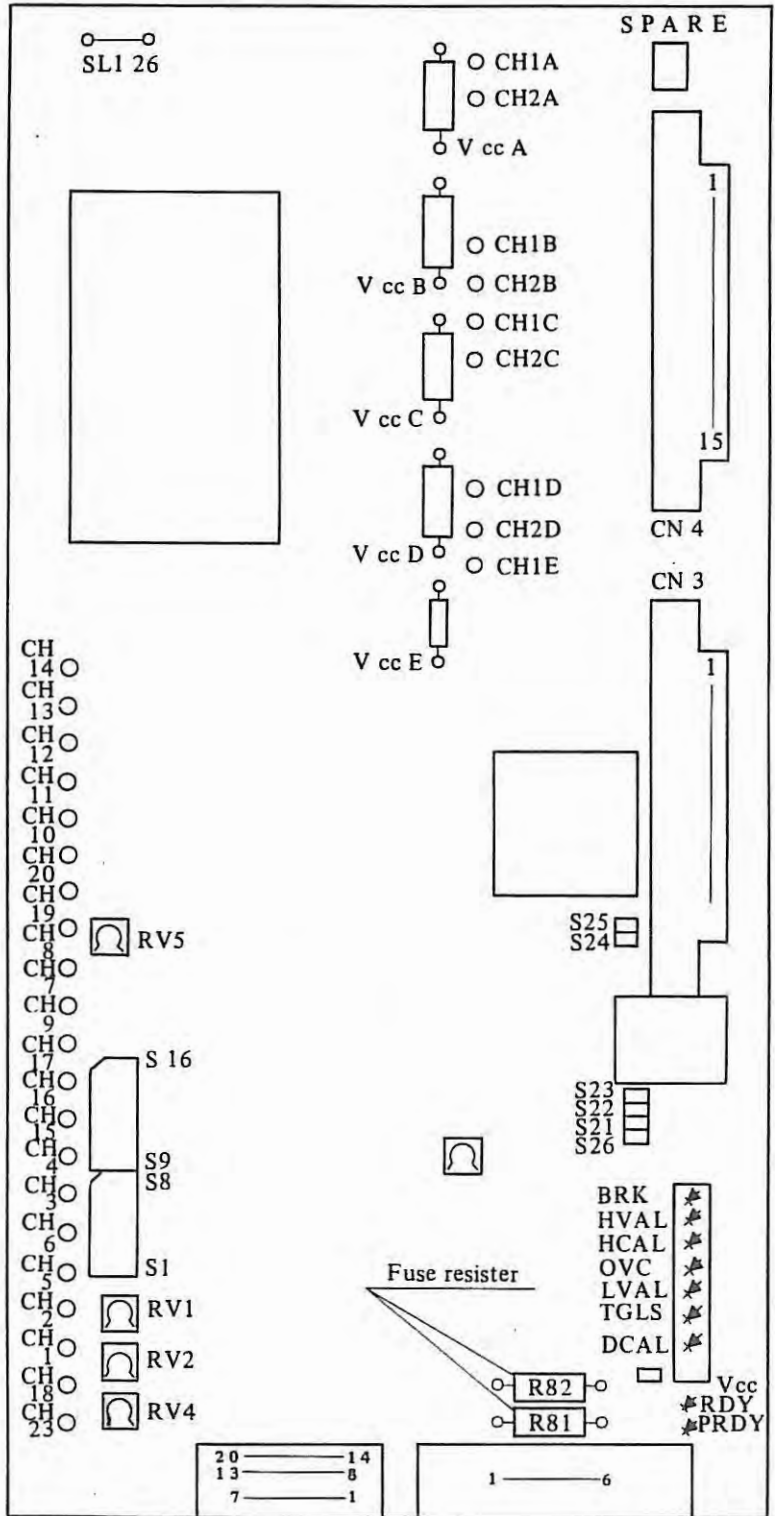 SPARE
SL1 26
CH1A
CH2A
V cc A
1
CH1B
V cc B
CH2B
CH1C
CH2C
V cc C
15
CH1D
CH2D
CN 4
V cc D
CH1E
CN 3
V cc E
1
CH
14
CH
13
CH
12
CH
11
CH
10
CH
20
CH
19
CH
8
RV5
S25
S24
CH
7
CH
9
CH
17
S 16
CH
16
CH
15
CH
4
S9
S8
CH
3
CH
6
CH
5
S1
S23
S22
S21
S26
BRK
HVAL
HCAL
OVC
LVAL
TGLS
DCAL
Fuse resister
CH
2
RV1
CH
1
RV2
CH
18
RV4
CH
23
R82
R81
Vcc
RDY
PRDY
20 14
13 8
7 1
1 6